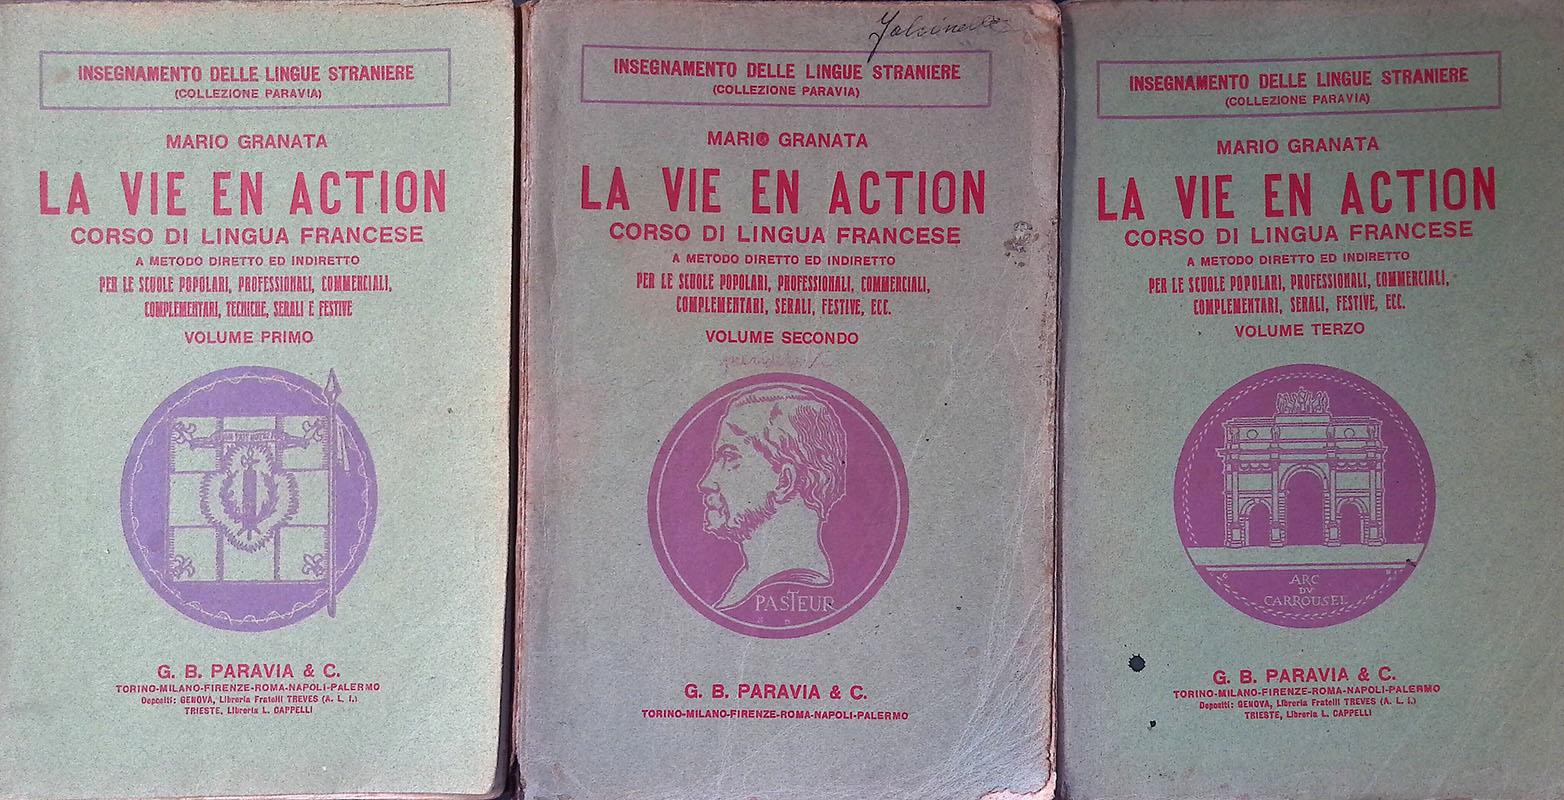 INSEGNAMENTO DELLE LINGUE STRANIERE
(COLLEZIONE PARAVIA)
MARIO GRANATA
LA VIE EN ACTION
CORSO DI LINGUA FRANCESE
A METODO DIRETTO ED INDIRETTO
PER LE SCUOLE POPOLARI, PROFESSIONALI, COMMERCIALI,
COMPLEMENTARI, TECNICHE, SERALI E FESTIVE
VOLUME PRIMO
G. B. PARAVIA & C.
TORINO-MILANO-FIRENZE-ROMA-NAPOLI-PALERMO
Depositi: GENOVA, Libreria Fratelli TREVES (A. L. I.)
TRIESTE, Libreria L. CAPPELLI
INSEGNAMENTO DELLE LINGUE STRANIERE
(COLLEZIONE PARAVIA)
MARIO GRANATA
LA VIE EN ACTION
CORSO DI LINGUA FRANCESE
A METODO DIRETTO ED INDIRETTO
PER LE SCUOLE POPOLARI, PROFESSIONALI, COMMERCIALI,
COMPLEMENTARI, SERALI, FESTIVE, ECC.
VOLUME SECONDO
PASTEUR
G. B. PARAVIA & C.
TORINO-MILANO-FIRENZE-ROMA-NAPOLI-PALERMO
INSEGNAMENTO DELLE LINGUE STRANIERE
(COLLEZIONE PARAVIA)
MARIO GRANATA
LA VIE EN ACTION
CORSO DI LINGUA FRANCESE
A METODO DIRETTO ED INDIRETTO
PER LE SCUOLE POPOLARI, PROFESSIONALI, COMMERCIALI,
COMPLEMENTARI, SERALI, FESTIVE, ECC.
VOLUME TERZO
ARC
DV
CARROUSEL
G. B. PARAVIA & C.
TORINO-MILANO-FIRENZE-ROMA-NAPOLI-PALERMO
Depositi: GENOVA, Libreria Fratelli TREVES (A. L. I.)
TRIESTE, Libreria L. CAPPELLI